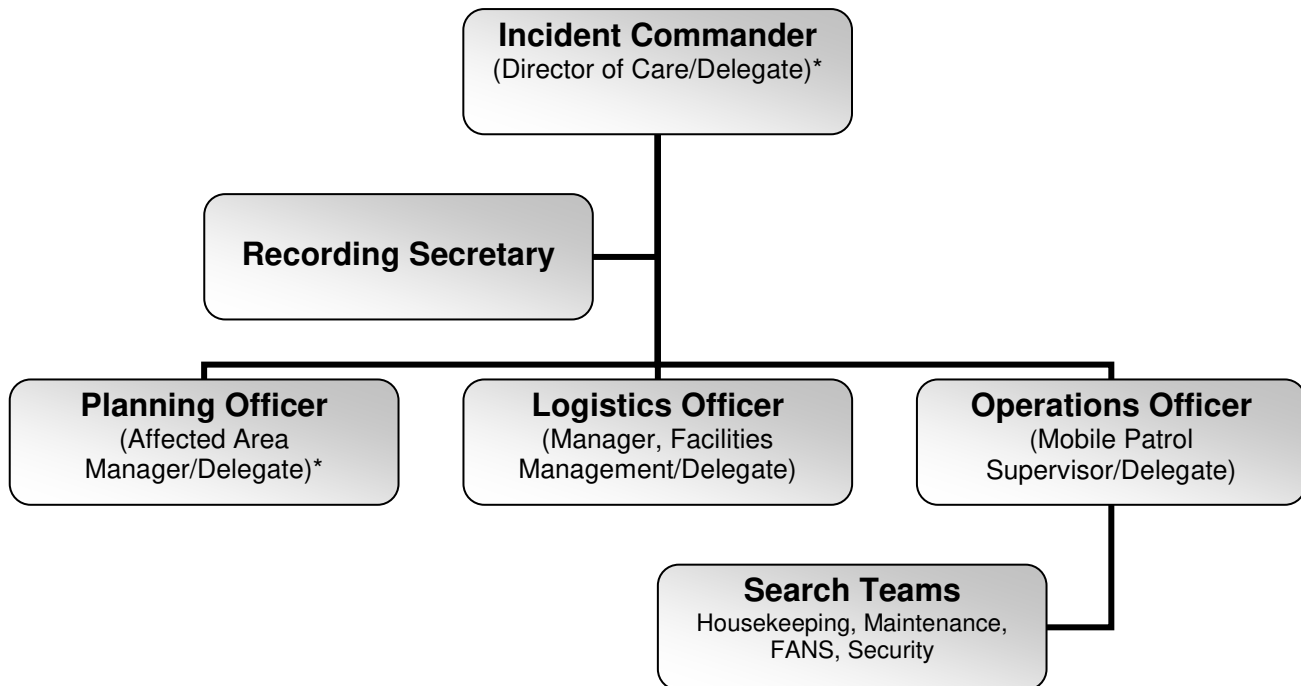 Incident Commander
(Director of Care/Delegate)*
Recording Secretary
Planning Officer
(Affected Area
Manager/Delegate)*
Logistics Officer
(Manager, Facilities
Management/Delegate)
Operations Officer
(Mobile Patrol
Supervisor/Delegate)
Search Teams
Housekeeping, Maintenance,
FANS, Security